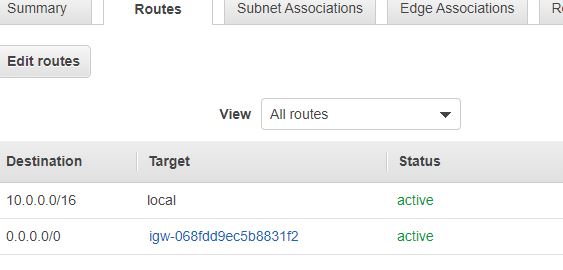 Summary Routes Subnet Associations Edge Associations
Edit routes
View All routes
Destination Target Status
10.0.0.0/16 local active
0.0.0.0/0 igw-068fdd9ec5b8831f2 active